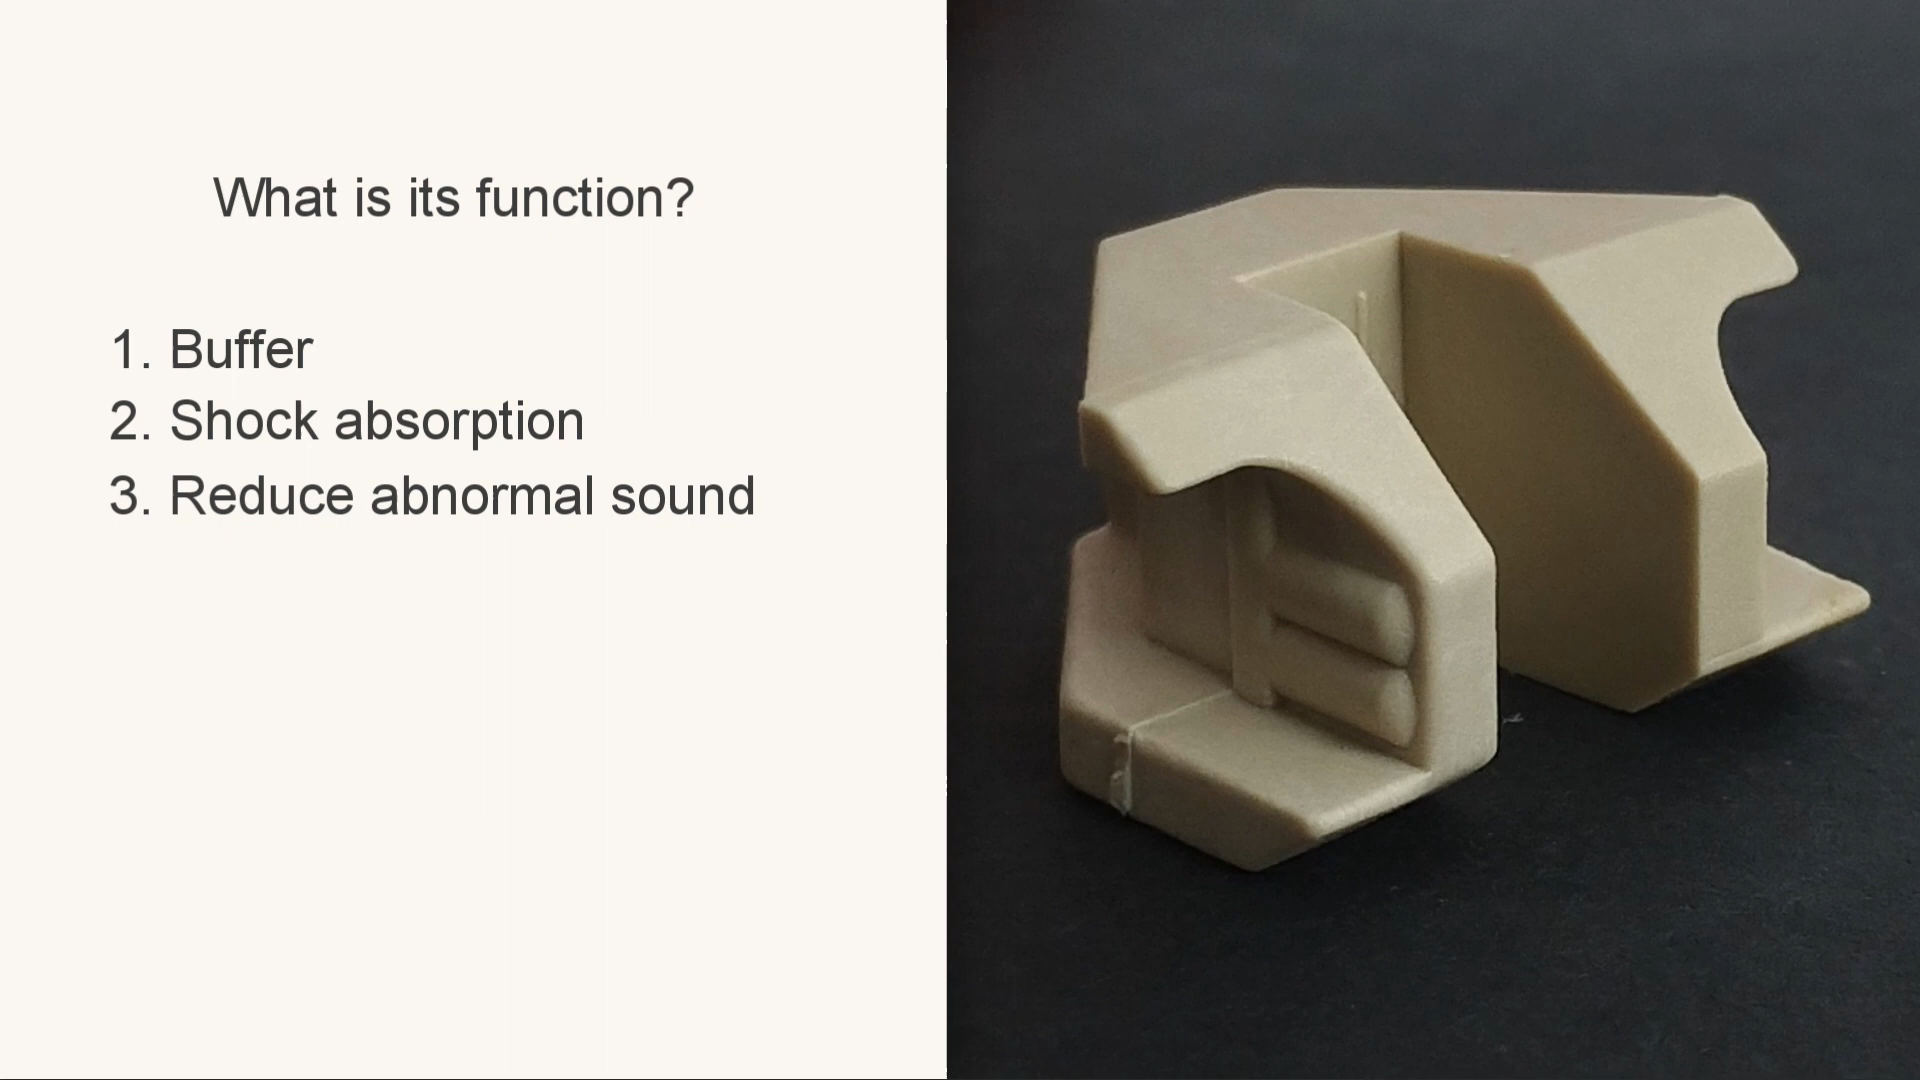 What is its function?
1. Buffer
2. Shock absorption
3. Reduce abnormal sound